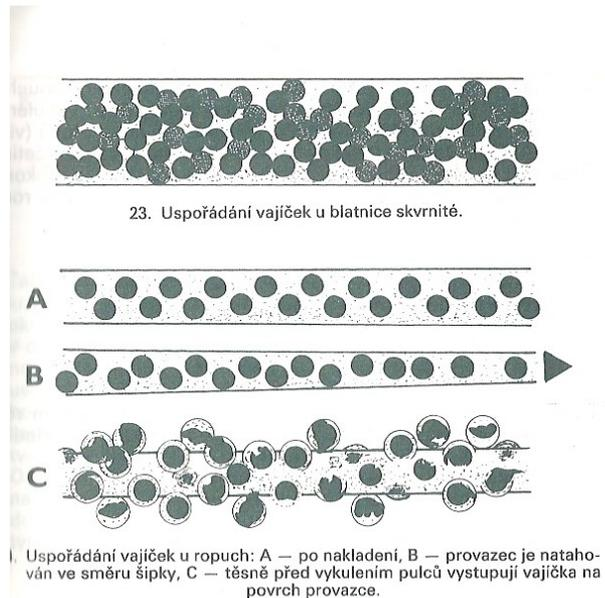 23. Uspořádání vajíček u blatnice skvrnité.
A
B
C
. Uspořádání vajíček u ropuch: A — po nakladení, B — provazec je nataho-
ván ve směru šipky, C — těsně před vykulením pulců vystupují vajíčka na
povrch provazce.